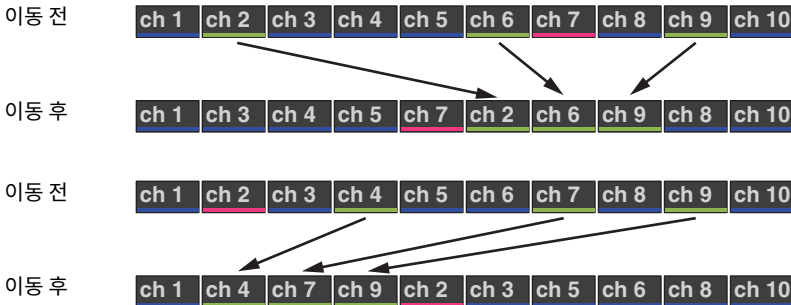 이동 전 ch 1 ch 2 ch 3 ch 4 ch 5 ch 6 ch 7 ch 8 ch 9 ch 10
이동 후 ch 1 ch 3 ch 4 ch 5 ch 7 ch 2 ch 6 ch 9 ch 8 ch 10
이동 전 ch 1 ch 2 ch 3 ch 4 ch 5 ch 6 ch 7 ch 8 ch 9 ch 10
이동 후 ch 1 ch 4 ch 7 ch 9 ch 2 ch 3 ch 5 ch 6 ch 8 ch 10